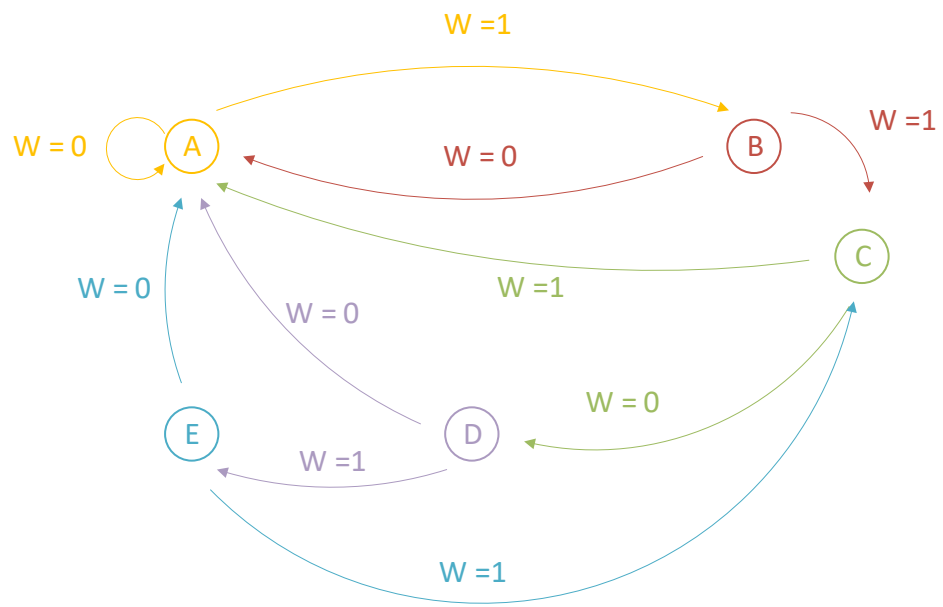 W =1
W = 0
A
B
W =1
W = 0
C
W = 0
W =1
W = 0
W = 0
E
D
W =1
W =1